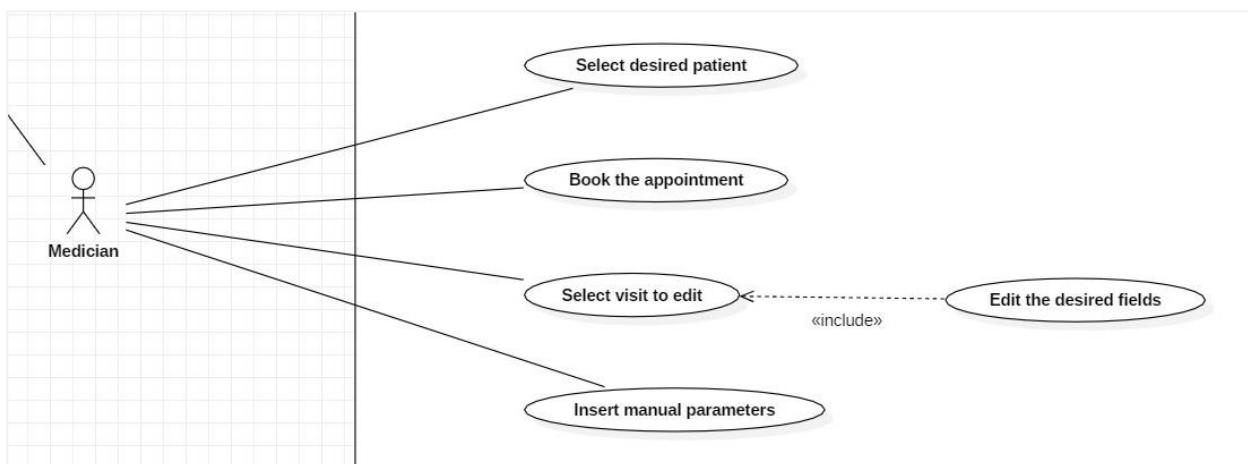 Select desired patient
Book the appointment
Medician
Select visit to edit
Edit the desired fields
«include»
Insert manual parameters